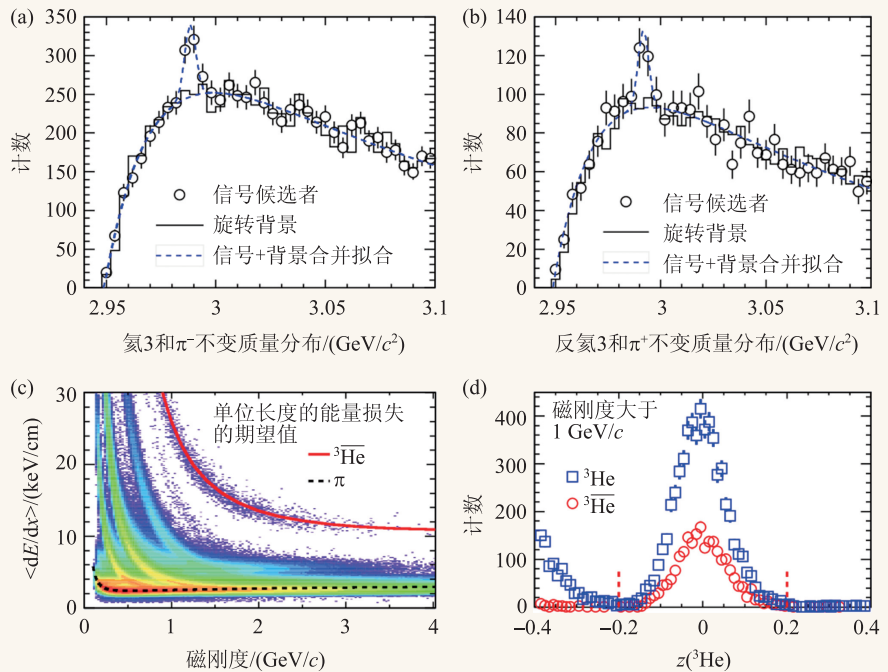 (a)
350
300
250
200
150
100
50
0
计数
信号候选者
旋转背景
信号+背景合并拟合
2.95
3
3.05
3.1
氦3和π⁻不变质量分布/(GeV/c²)
(b)
140
120
100
80
60
40
20
0
计数
信号候选者
旋转背景
信号+背景合并拟合
2.95
3
3.05
3.1
反氦3和π⁺不变质量分布/(GeV/c²)
(c)
30
20
10
0
<dE/dx>/(keV/cm)
单位长度的能量损失
的期望值
³H̅e̅
π
0
1
2
3
4
磁刚度/(GeV/c)
(d)
400
300
200
100
0
计数
磁刚度大于
1 GeV/c
³He
³H̅e̅
−0.4
−0.2
0
0.2
0.4
z(³He)